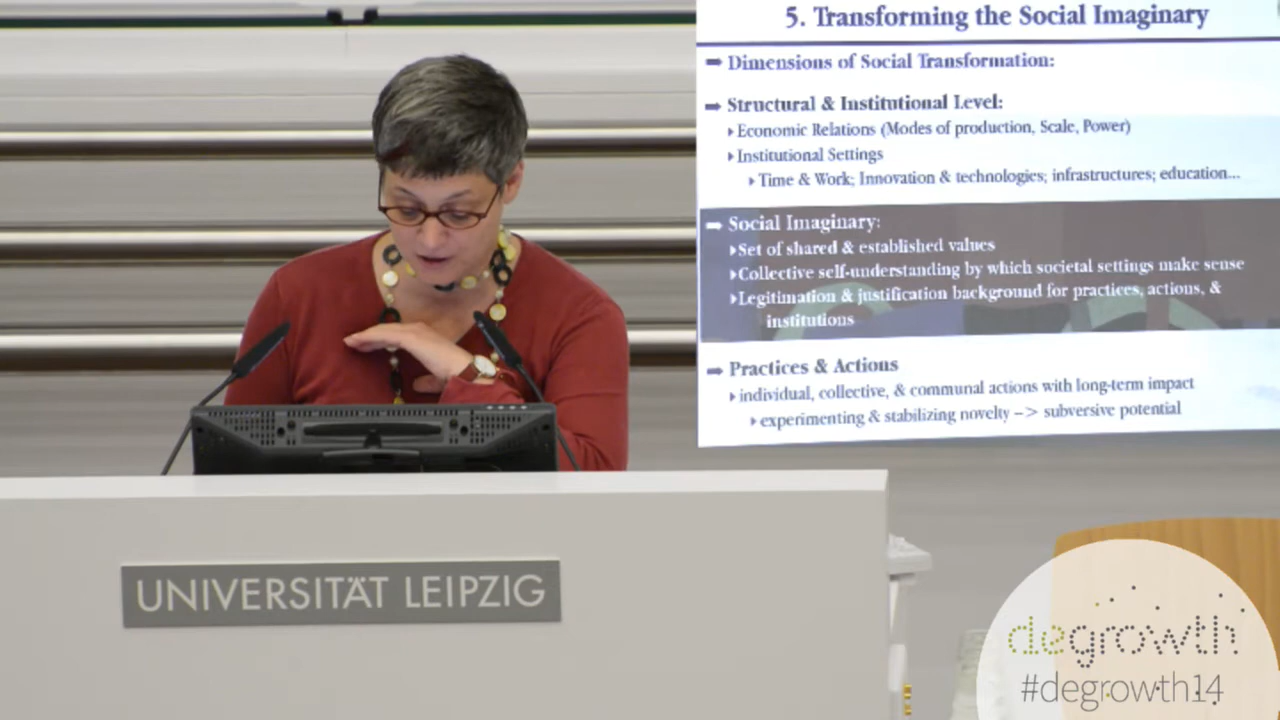 5. Transforming the Social Imaginary
Dimensions of Social Transformation:
Structural & Institutional Level:
Economic Relations (Modes of production, Scale, Power)
Institutional Settings
Time & Work; Innovation & technologies; infrastructures; education...
Social Imaginary:
Set of shared & established values
Collective self-understanding by which societal settings make sense
Legitimation & justification background for practices, actions, &
institutions
Practices & Actions
individual, collective, & communal actions with long-term impact
experimenting & stabilizing novelty –> subversive potential
UNIVERSITÄT LEIPZIG
degrowth
#degrowth14